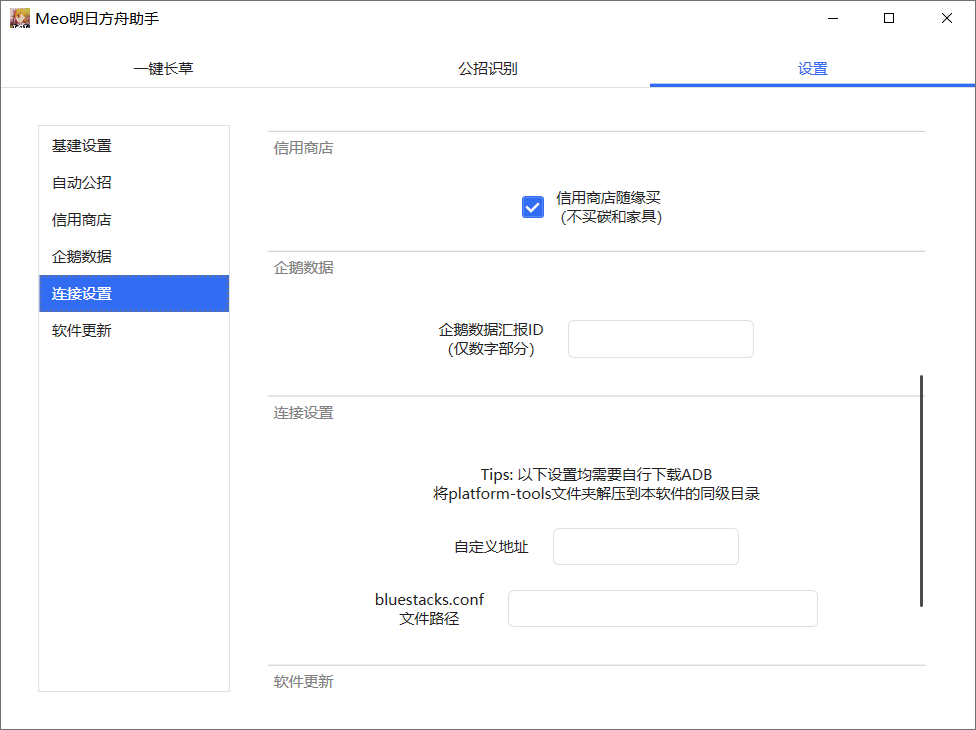 Meo明日方舟助手
一键长草
公招识别
设置
基建设置
自动公招
信用商店
企鹅数据
连接设置
软件更新
信用商店
信用商店随缘买
(不买碳和家具)
企鹅数据
企鹅数据汇报ID
(仅数字部分)
连接设置
Tips: 以下设置均需要自行下载ADB
将platform-tools文件夹解压到本软件的同级目录
自定义地址
bluestacks.conf
文件路径
软件更新